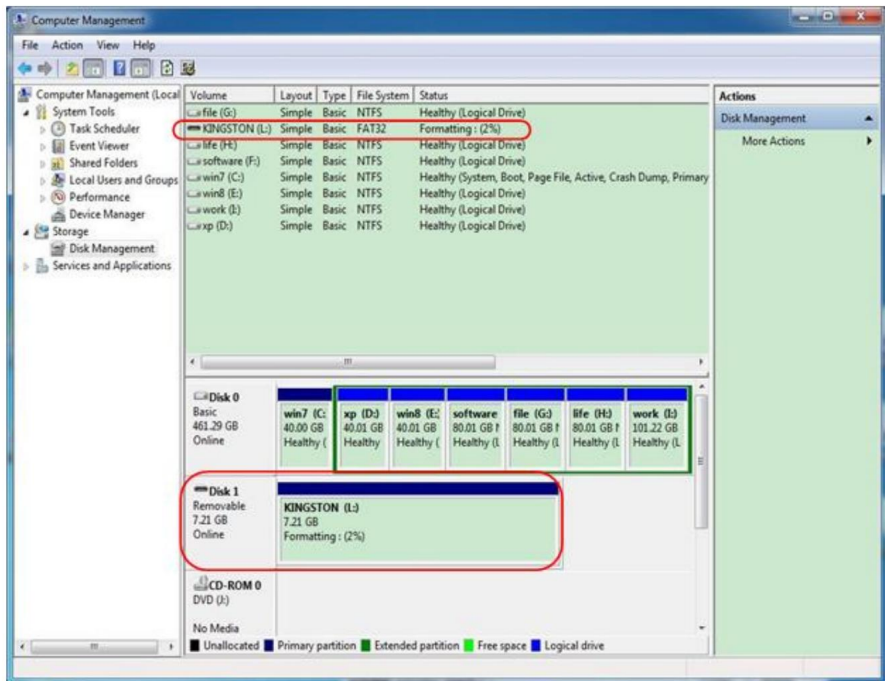 Computer Management
File Action View Help
Computer Management (Local
System Tools
Task Scheduler
Event Viewer
Shared Folders
Local Users and Groups
Performance
Device Manager
Storage
Disk Management
Services and Applications
Volume Layout Type File System Status
file (G:) Simple Basic NTFS Healthy (Logical Drive)
KINGSTON (L:) Simple Basic FAT32 Formatting : (2%)
life (H:) Simple Basic NTFS Healthy (Logical Drive)
software (F:) Simple Basic NTFS Healthy (Logical Drive)
win7 (C:) Simple Basic NTFS Healthy (System, Boot, Page File, Active, Crash Dump, Primary
win8 (E:) Simple Basic NTFS Healthy (Logical Drive)
work (I:) Simple Basic NTFS Healthy (Logical Drive)
xp (D:) Simple Basic NTFS Healthy (Logical Drive)
Actions
Disk Management
More Actions
Disk 0
Basic
461.29 GB
Online
win7 (C:
40.00 GB
Healthy (
xp (D:)
40.01 GB
Healthy
win8 (E:
40.01 GB
Healthy (
software
80.01 GB N
Healthy (L
file (G:)
80.01 GB N
Healthy (L
life (H:)
80.01 GB N
Healthy (L
work (I:)
101.22 GB
Healthy (L
Disk 1
Removable
7.21 GB
Online
KINGSTON (L:)
7.21 GB
Formatting : (2%)
CD-ROM 0
DVD (J:)
No Media
Unallocated Primary partition Extended partition Free space Logical drive